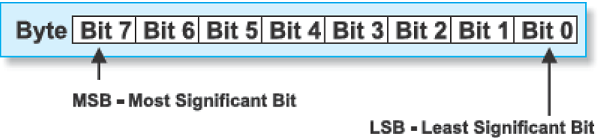 Byte Bit 7 Bit 6 Bit 5 Bit 4 Bit 3 Bit 2 Bit 1 Bit 0
MSB - Most Significant Bit
LSB - Least Significant Bit